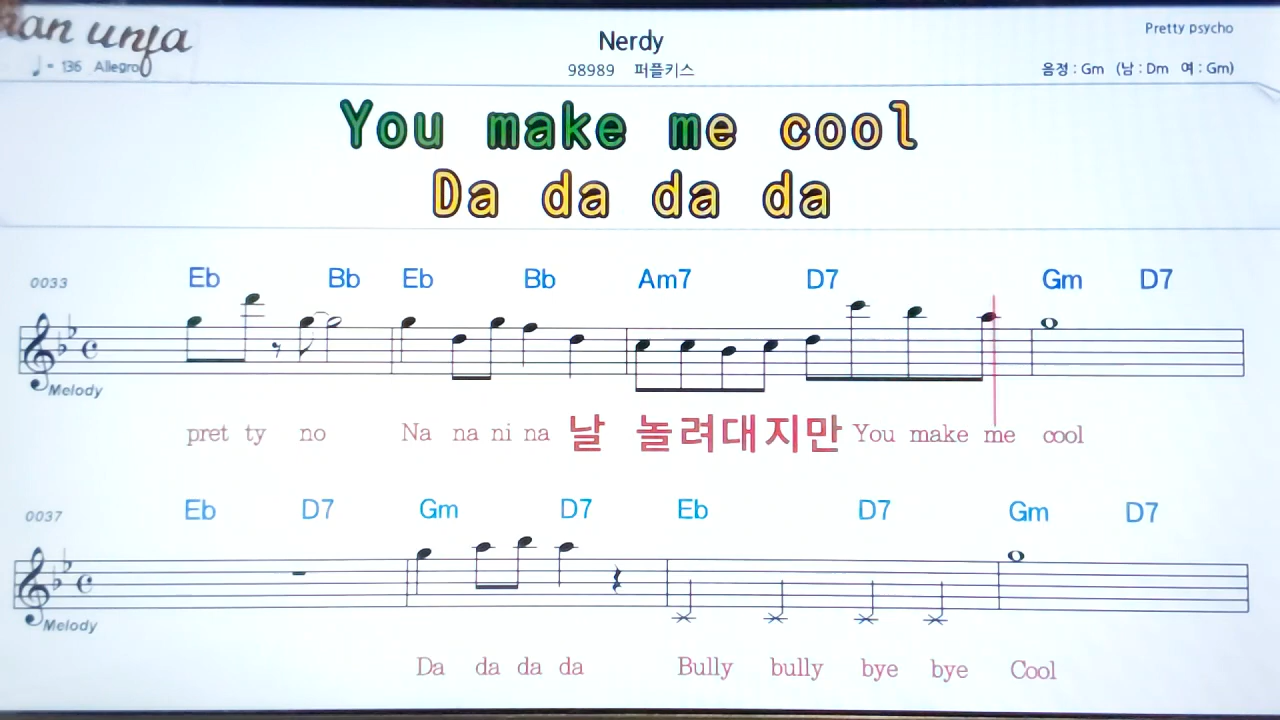 Nerdy
Pretty psycho
♩= 136 Allegro
98989 퍼플키스
음정 : Gm (남 : Dm 여 : Gm)
You make me cool
Da da da da
0033 Eb Bb Eb Bb Am7 D7 Gm D7
Melody
pret ty no Na na ni na 날 놀려대지만 You make me cool
0037 Eb D7 Gm D7 Eb D7 Gm D7
Melody
Da da da da Bully bully bye bye Cool